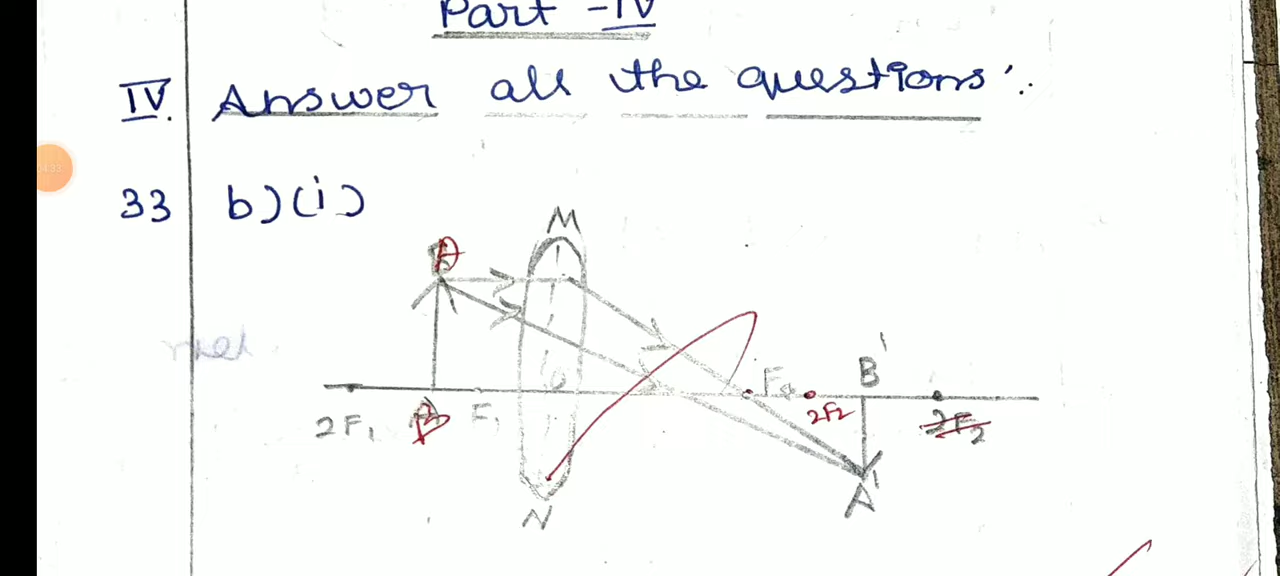 Part - IV
IV. Answer all the questions :.
33 b)(i)
M
A
B'
F₂
2F₂
2F₁
B
F₁
2F₂
A'
N